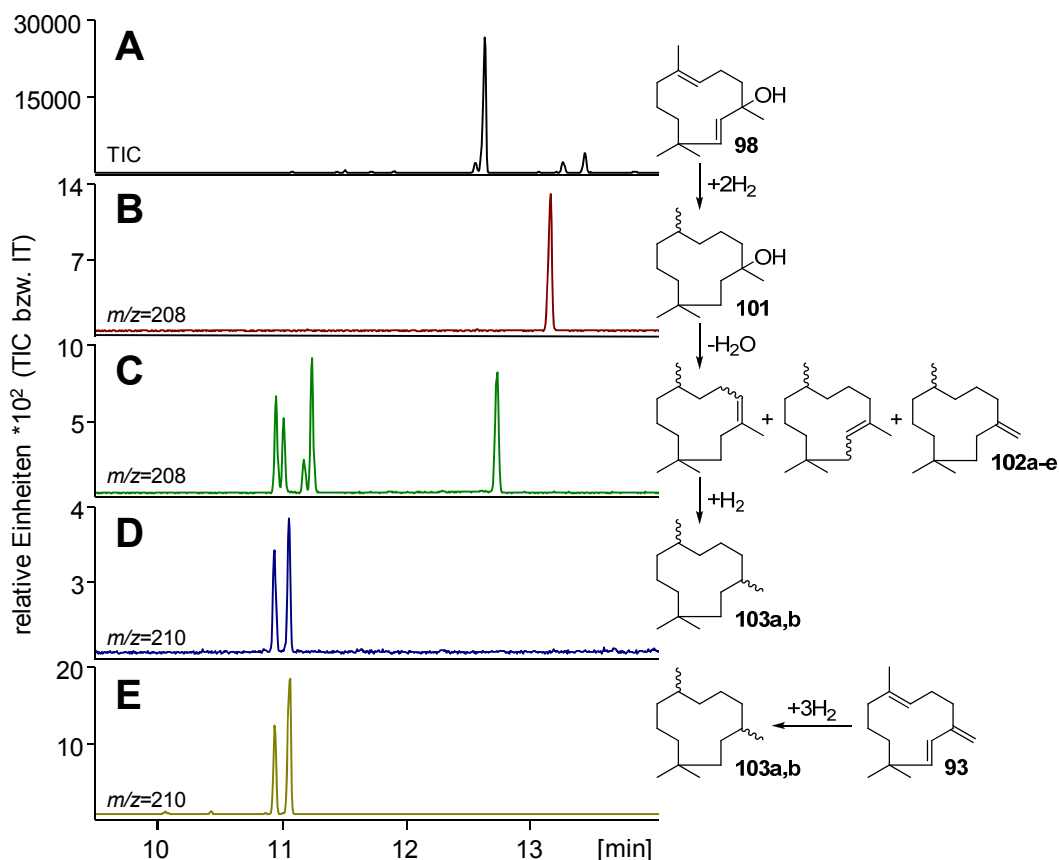 relative Einheiten *10² (TIC bzw. IT)
30000
15000
A
TIC
OH
98
+2H₂
14
7
B
m/z=208
OH
101
-H₂O
10
5
C
m/z=208
+
+
102a-e
+H₂
4
3
D
m/z=210
103a,b
20
10
E
m/z=210
103a,b
+3H₂
93
10
11
12
13
[min]